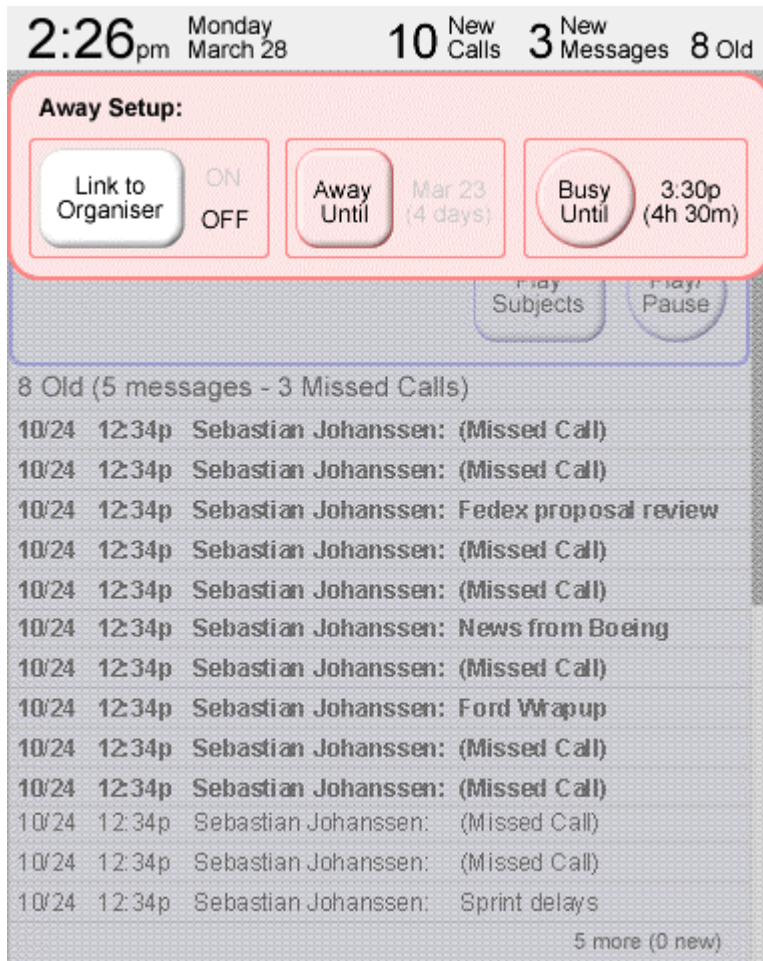 2:26pm Monday March 28 10 New Calls 3 New Messages 8 Old
Away Setup:
Link to Organiser ON OFF
Away Until Mar 23 (4 days)
Busy Until 3:30p (4h 30m)
Play Subjects Play/ Pause
8 Old (5 messages - 3 Missed Calls)
10/24 12:34p Sebastian Johanssen: (Missed Call)
10/24 12:34p Sebastian Johanssen: (Missed Call)
10/24 12:34p Sebastian Johanssen: Fedex proposal review
10/24 12:34p Sebastian Johanssen: (Missed Call)
10/24 12:34p Sebastian Johanssen: (Missed Call)
10/24 12:34p Sebastian Johanssen: News from Boeing
10/24 12:34p Sebastian Johanssen: (Missed Call)
10/24 12:34p Sebastian Johanssen: Ford Wrapup
10/24 12:34p Sebastian Johanssen: (Missed Call)
10/24 12:34p Sebastian Johanssen: (Missed Call)
10/24 12:34p Sebastian Johanssen: (Missed Call)
10/24 12:34p Sebastian Johanssen: (Missed Call)
10/24 12:34p Sebastian Johanssen: Sprint delays
5 more (0 new)